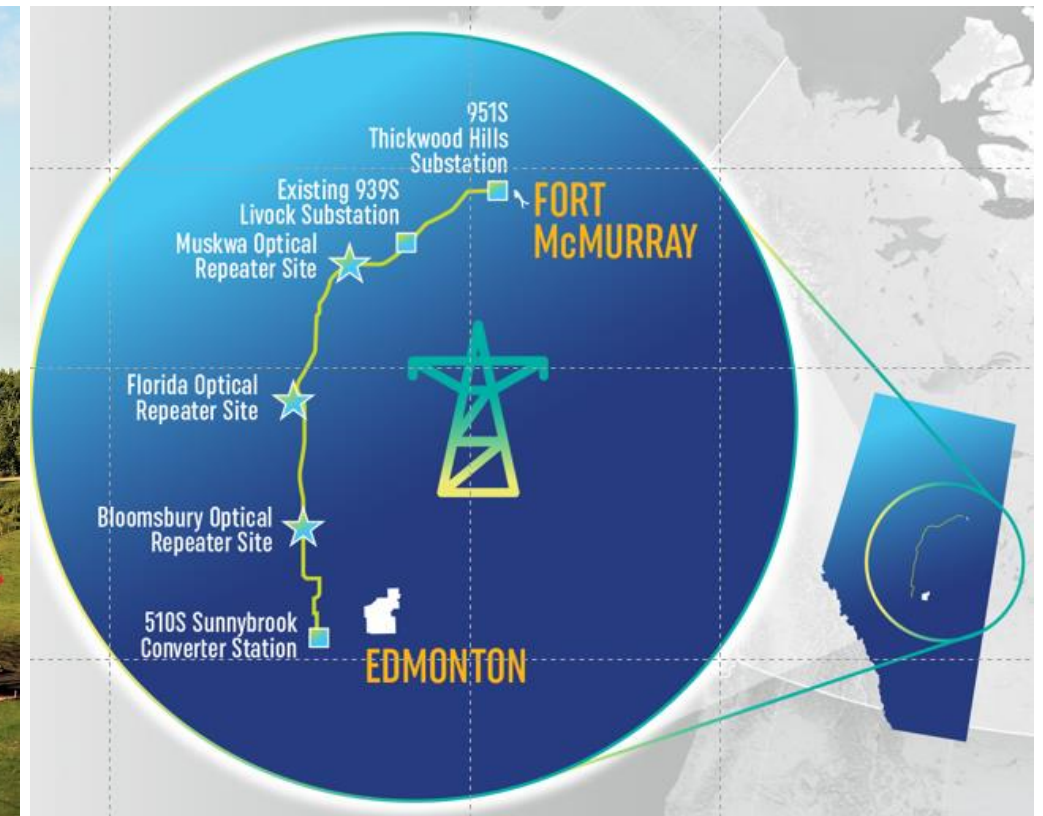 951S
Thickwood Hills
Substation
Existing 939S
Livock Substation
FORT
McMURRAY
Muskwa Optical
Repeater Site
Florida Optical
Repeater Site
Bloomsbury Optical
Repeater Site
510S Sunnybrook
Converter Station
EDMONTON